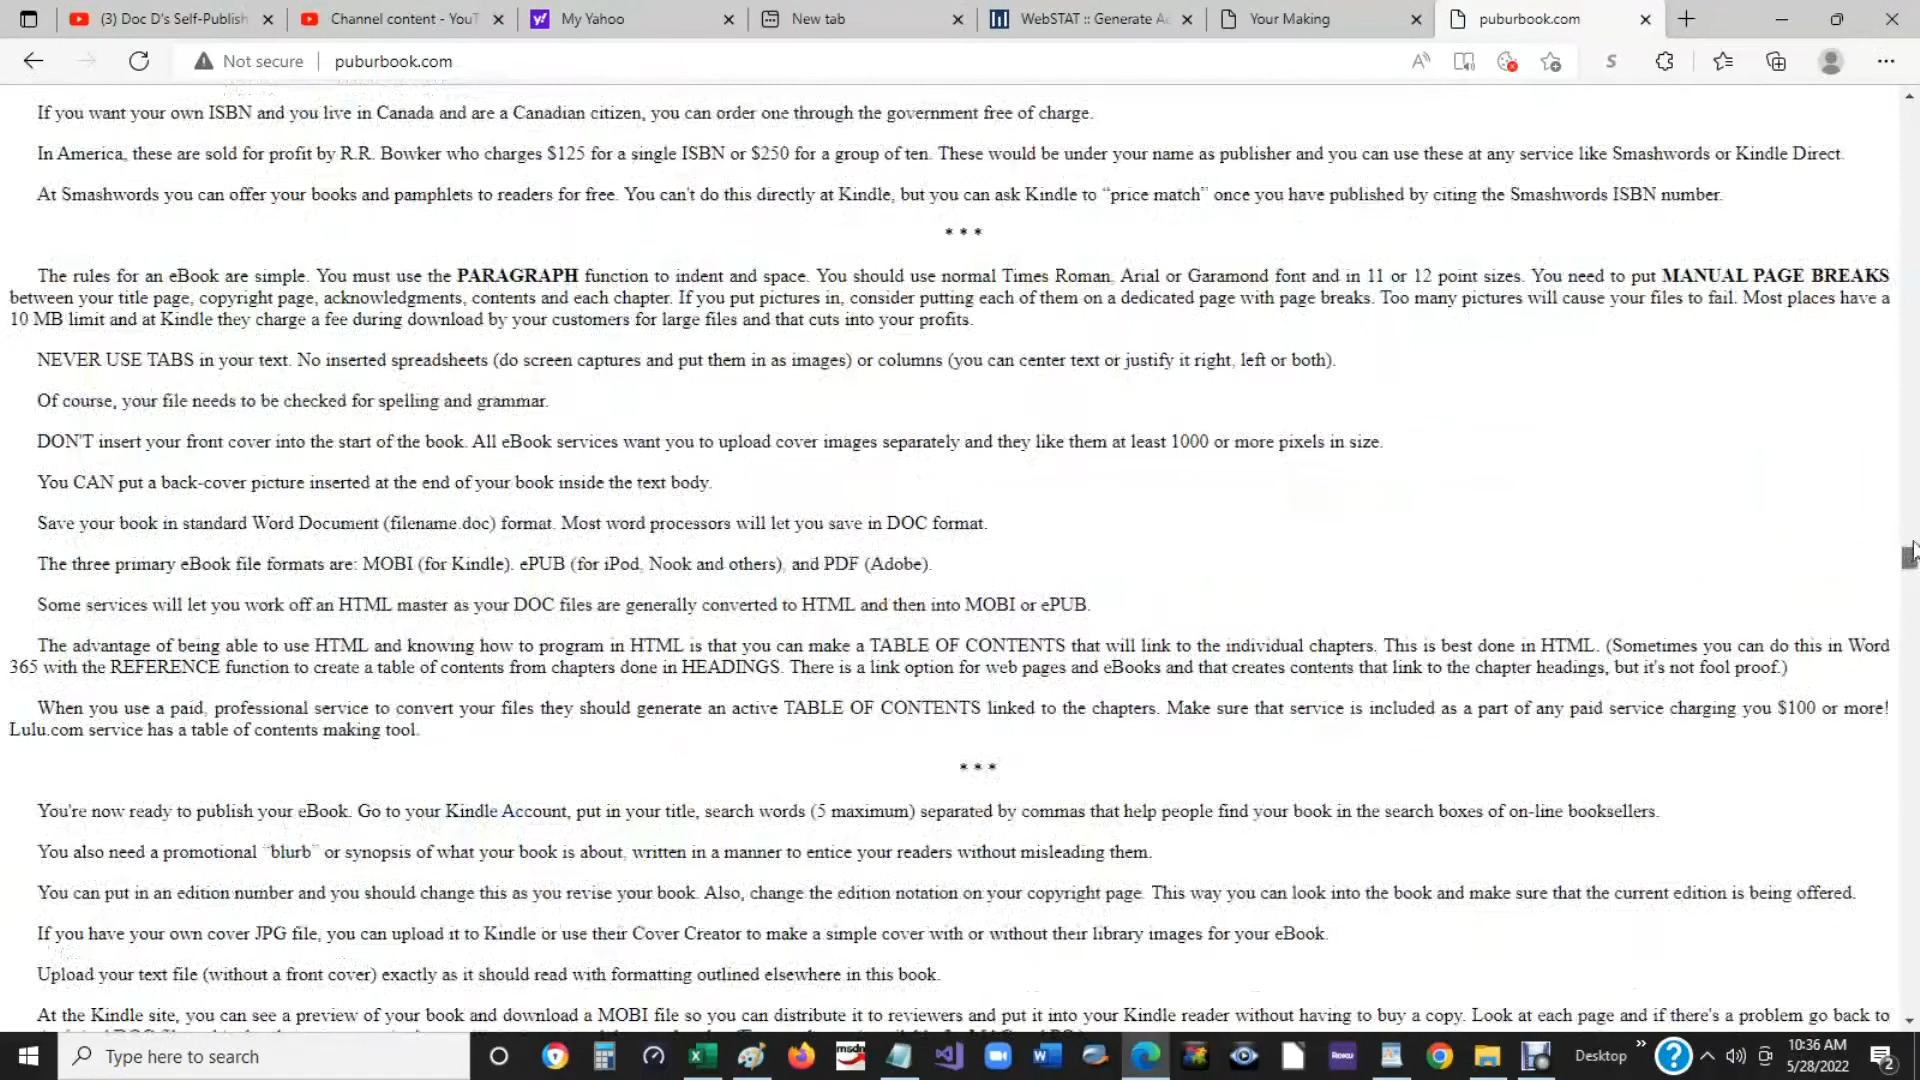 (3) Doc D's Self-Publish
Channel content - YouT
My Yahoo
New tab
WebSTAT :: Generate Ac
Your Making
puburbook.com
Not secure
puburbook.com
If you want your own ISBN and you live in Canada and are a Canadian citizen, you can order one through the government free of charge.
In America, these are sold for profit by R.R. Bowker who charges $125 for a single ISBN or $250 for a group of ten. These would be under your name as publisher and you can use these at any service like Smashwords or Kindle Direct.
At Smashwords you can offer your books and pamphlets to readers for free. You can't do this directly at Kindle, but you can ask Kindle to “price match” once you have published by citing the Smashwords ISBN number.
* * *
The rules for an eBook are simple. You must use the PARAGRAPH function to indent and space. You should use normal Times Roman, Arial or Garamond font and in 11 or 12 point sizes. You need to put MANUAL PAGE BREAKS
between your title page, copyright page, acknowledgments, contents and each chapter. If you put pictures in, consider putting each of them on a dedicated page with page breaks. Too many pictures will cause your files to fail. Most places have a
10 MB limit and at Kindle they charge a fee during download by your customers for large files and that cuts into your profits.
NEVER USE TABS in your text. No inserted spreadsheets (do screen captures and put them in as images) or columns (you can center text or justify it right, left or both).
Of course, your file needs to be checked for spelling and grammar.
DON'T insert your front cover into the start of the book. All eBook services want you to upload cover images separately and they like them at least 1000 or more pixels in size.
You CAN put a back-cover picture inserted at the end of your book inside the text body.
Save your book in standard Word Document (filename.doc) format. Most word processors will let you save in DOC format.
The three primary eBook file formats are: MOBI (for Kindle). ePUB (for iPod, Nook and others), and PDF (Adobe).
Some services will let you work off an HTML master as your DOC files are generally converted to HTML and then into MOBI or ePUB.
The advantage of being able to use HTML and knowing how to program in HTML is that you can make a TABLE OF CONTENTS that will link to the individual chapters. This is best done in HTML. (Sometimes you can do this in Word
365 with the REFERENCE function to create a table of contents from chapters done in HEADINGS. There is a link option for web pages and eBooks and that creates contents that link to the chapter headings, but it's not fool proof.)
When you use a paid, professional service to convert your files they should generate an active TABLE OF CONTENTS linked to the chapters. Make sure that service is included as a part of any paid service charging you $100 or more!
Lulu.com service has a table of contents making tool.
* * *
You're now ready to publish your eBook. Go to your Kindle Account, put in your title, search words (5 maximum) separated by commas that help people find your book in the search boxes of on-line booksellers.
You also need a promotional “blurb” or synopsis of what your book is about, written in a manner to entice your readers without misleading them.
You can put in an edition number and you should change this as you revise your book. Also, change the edition notation on your copyright page. This way you can look into the book and make sure that the current edition is being offered.
If you have your own cover JPG file, you can upload it to Kindle or use their Cover Creator to make a simple cover with or without their library images for your eBook.
Upload your text file (without a front cover) exactly as it should read with formatting outlined elsewhere in this book.
At the Kindle site, you can see a preview of your book and download a MOBI file so you can distribute it to reviewers and put it into your Kindle reader without having to buy a copy. Look at each page and if there's a problem go back to
Type here to search
msdn
Roku
Desktop
10:36 AM
5/28/2022
2